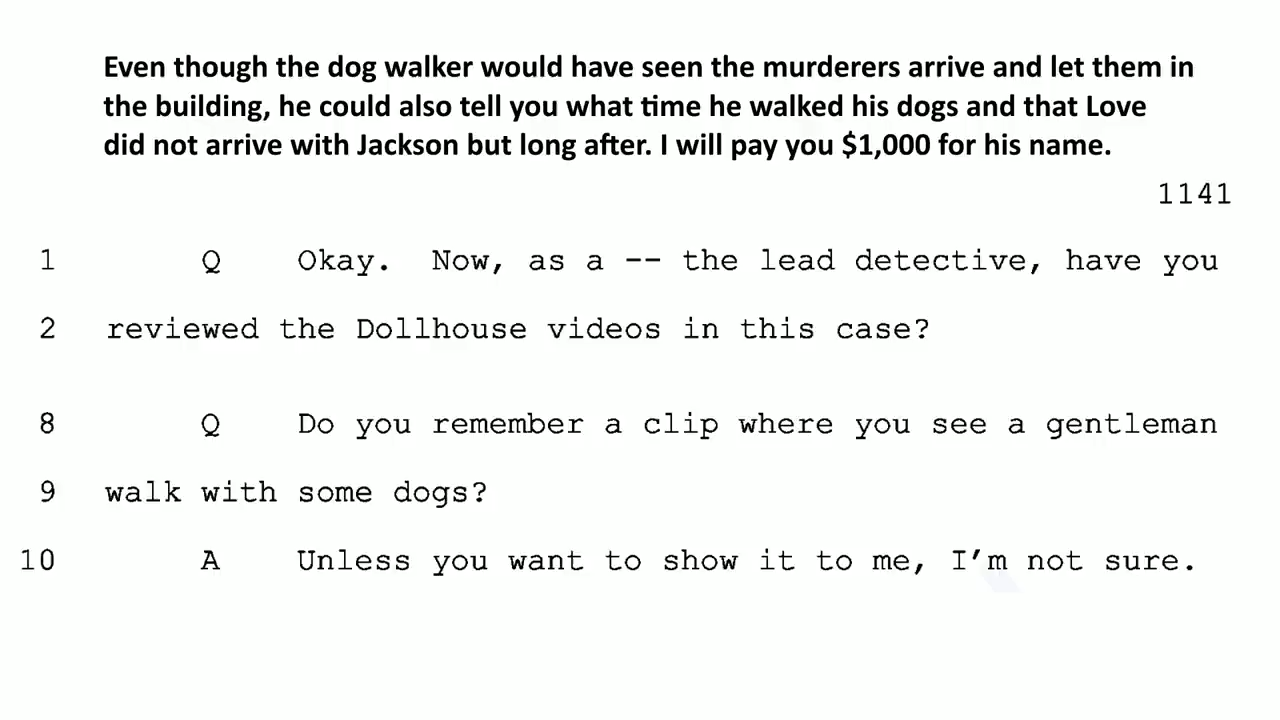 Even though the dog walker would have seen the murderers arrive and let them in
the building, he could also tell you what time he walked his dogs and that Love
did not arrive with Jackson but long after. I will pay you $1,000 for his name.
1141
1 Q Okay. Now, as a -- the lead detective, have you
2 reviewed the Dollhouse videos in this case?
8 Q Do you remember a clip where you see a gentleman
9 walk with some dogs?
10 A Unless you want to show it to me, I'm not sure.